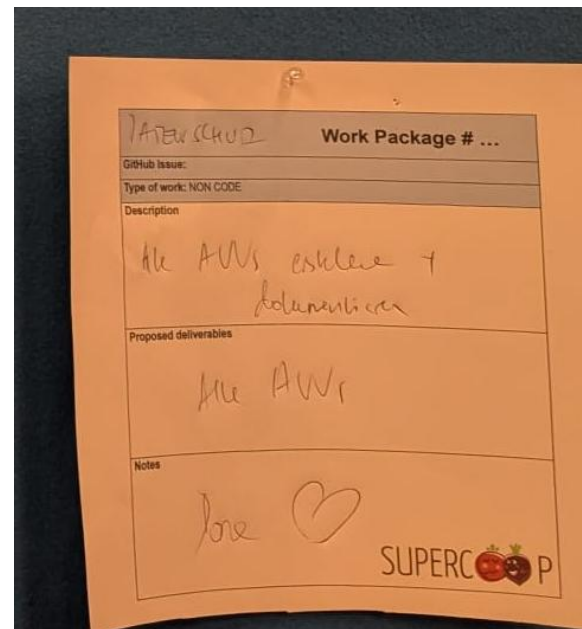 DATENSCHUTZ
Work Package # ...
GitHub Issue:
Type of work: NON CODE
Description
Alle AVVs +
dokumentieren
Proposed deliverables
Alle AVVs
Notes
love
SUPERCOOP